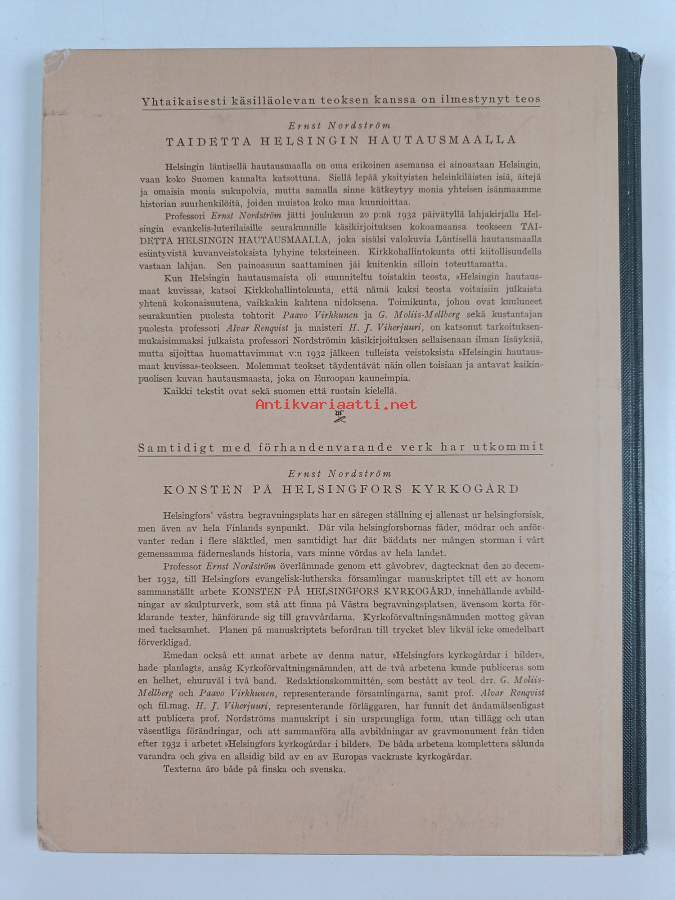 Yhtaikaisesti käsilläolevan teoksen kanssa on ilmestynyt teos
Ernst Nordström
TAIDETTA HELSINGIN HAUTAUSMAALLA
Helsingin läntisellä hautausmaalla on oma erikoinen asemansa ei ainoastaan Helsingin,
vaan koko Suomen kannalta katsottuna. Siellä lepää yksityisten helsinkiläisten isiä, äitejä
ja omaisia monia sukupolvia, mutta samalla sinne kätkeytyy monia yhteisen isänmaamme
historian suurhenkilöitä, joiden muistoa koko maa kunnioittaa.
Professori Ernst Nordström jätti joulukuun 20 p:nä 1932 päivätyllä lahjakirjalla Hel-
singin evankelis-luterilaisille seurakunnille käsikirjoituksen kokoamaansa teokseen TAI-
DETTA HELSINGIN HAUTAUSMAALLA, joka sisälsi valokuvia Läntisellä hautausmaalla
esiintyvistä kuvanveistoksista lyhyine teksteineen. Kirkkohallintokunta otti kiitollisuudella
vastaan lahjan. Sen painoasuun saattaminen jäi kuitenkin silloin toteuttamatta.
Kun Helsingin hautausmaista oli suunniteltu toistakin teosta, »Helsingin hautaus-
maat kuvissa», katsoi Kirkkohallintokunta, että nämä kaksi teosta voitaisiin julkaista
yhtenä kokonaisuutena, vaikkakin kahtena nidoksena. Toimikunta, johon ovat kuuluneet
seurakuntien puolesta tohtorit Paavo Virkkunen ja G. Moliis-Mellberg sekä kustantajan
puolesta professori Alvar Renqvist ja maisteri H. J. Viherjuuri, on katsonut tarkoituksen-
mukaisimmaksi julkaista professori Nordströmin käsikirjoituksen sellaisenaan ilman lisäyksiä,
mutta sijoittaa huomattavimmat v:n 1932 jälkeen tulleista veistoksista »Helsingin hautaus-
maat kuvissa»-teokseen. Molemmat teokset täydentävät näin ollen toisiaan ja antavat kaikin-
puolisen kuvan hautausmaasta, joka on Euroopan kauneimpia.
Kaikki tekstit ovat sekä suomen että ruotsin kielellä.
Antikvariaatti.net
Samtidigt med förhandenvarande verk har utkommit
Ernst Nordström
KONSTEN PÅ HELSINGFORS KYRKOGÅRD
Helsingfors' västra begravningsplats har en säregen ställning ej allenast ur helsingforsisk,
men även av hela Finlands synpunkt. Där vila helsingforsbornas fäder, mödrar och anför-
vanter redan i flere släktled, men samtidigt har där bäddats ner mången storman i vårt
gemensamma fäderneslands historia, vars minne vördas av hela landet.
Professor Ernst Nordström överlämnade genom ett gåvobrev, dagtecknat den 20 decem-
ber 1932, till Helsingfors evangelisk-lutherska församlingar manuskriptet till ett av honom
sammanställt arbete KONSTEN PÅ HELSINGFORS KYRKOGÅRD, innehållande avbild-
ningar av skulpturverk, som stå att finna på Västra begravningsplatsen, ävensom korta för-
klarande texter, hänförande sig till gravvårdarna. Kyrkoförvaltningsnämnden mottog gåvan
med tacksamhet. Planen på manuskriptets befordran till trycket blev likväl icke omedelbart
förverkligad.
Emedan också ett annat arbete av denna natur, »Helsingfors kyrkogårdar i bilder»,
hade planlagts, ansåg Kyrkoförvaltningsnämnden, att de två arbetena kunde publiceras som
en helhet, ehuruväl i två band. Redaktionskommittén, som bestått av teol. drr. G. Moliis-
Mellberg och Paavo Virkkunen, representerande församlingarna, samt prof. Alvar Renqvist
och fil.mag. H. J. Viherjuuri, representerande förläggaren, har funnit det ändamålsenligast
att publicera prof. Nordströms manuskript i sin ursprungliga form, utan tillägg och utan
väsentliga förändringar, och att sammanföra alla avbildningar av gravmonument från tiden
efter 1932 i arbetet »Helsingfors kyrkogårdar i bilder». De båda arbetena komplettera sålunda
varandra och giva en allsidig bild av en av Europas vackraste kyrkogårdar.
Texterna äro både på finska och svenska.